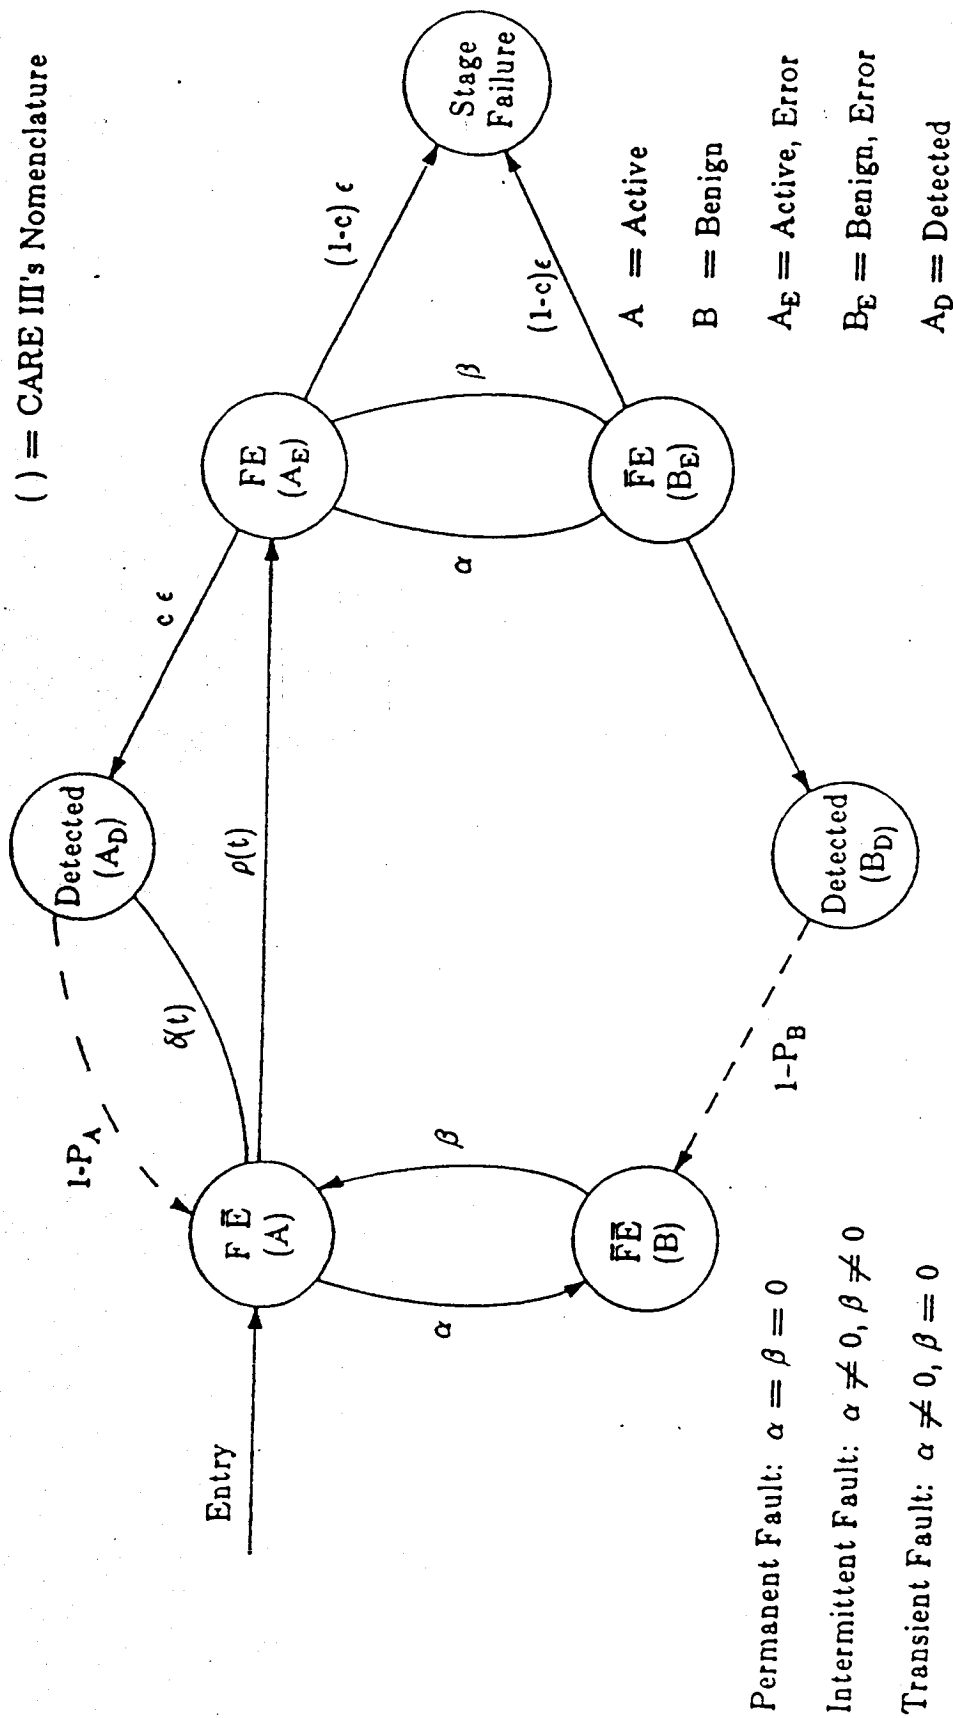 ( ) = CARE III's Nomenclature
Detected
(A_D)
c ϵ
FE
(A_E)
(1-c) ϵ
Stage
Failure
1-P_A
δ(t)
ρ(t)
Entry
F E̅
(A)
α
β
F̅E̅
(B)
α
β
F̅E
(B_E)
(1-c)ϵ
1-P_B
Detected
(B_D)
A = Active
B = Benign
A_E = Active, Error
B_E = Benign, Error
A_D = Detected
Permanent Fault: α = β = 0
Intermittent Fault: α ≠ 0, β ≠ 0
Transient Fault: α ≠ 0, β = 0